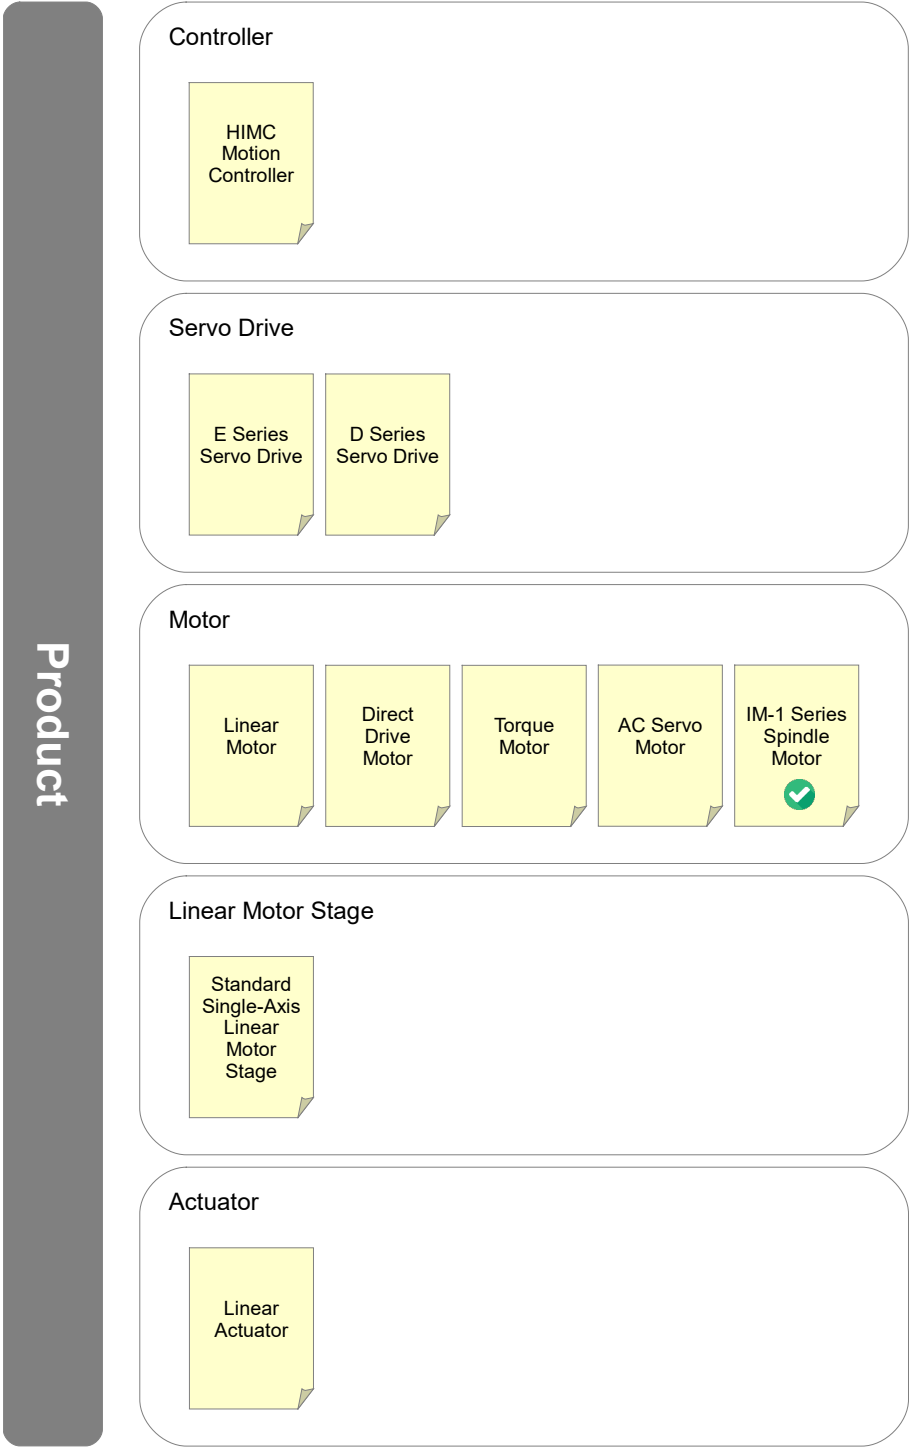 Product
Controller
HIMC
Motion
Controller
Servo Drive
E Series
Servo Drive
D Series
Servo Drive
Motor
Linear
Motor
Direct
Drive
Motor
Torque
Motor
AC Servo
Motor
IM-1 Series
Spindle
Motor
Linear Motor Stage
Standard
Single-Axis
Linear
Motor
Stage
Actuator
Linear
Actuator